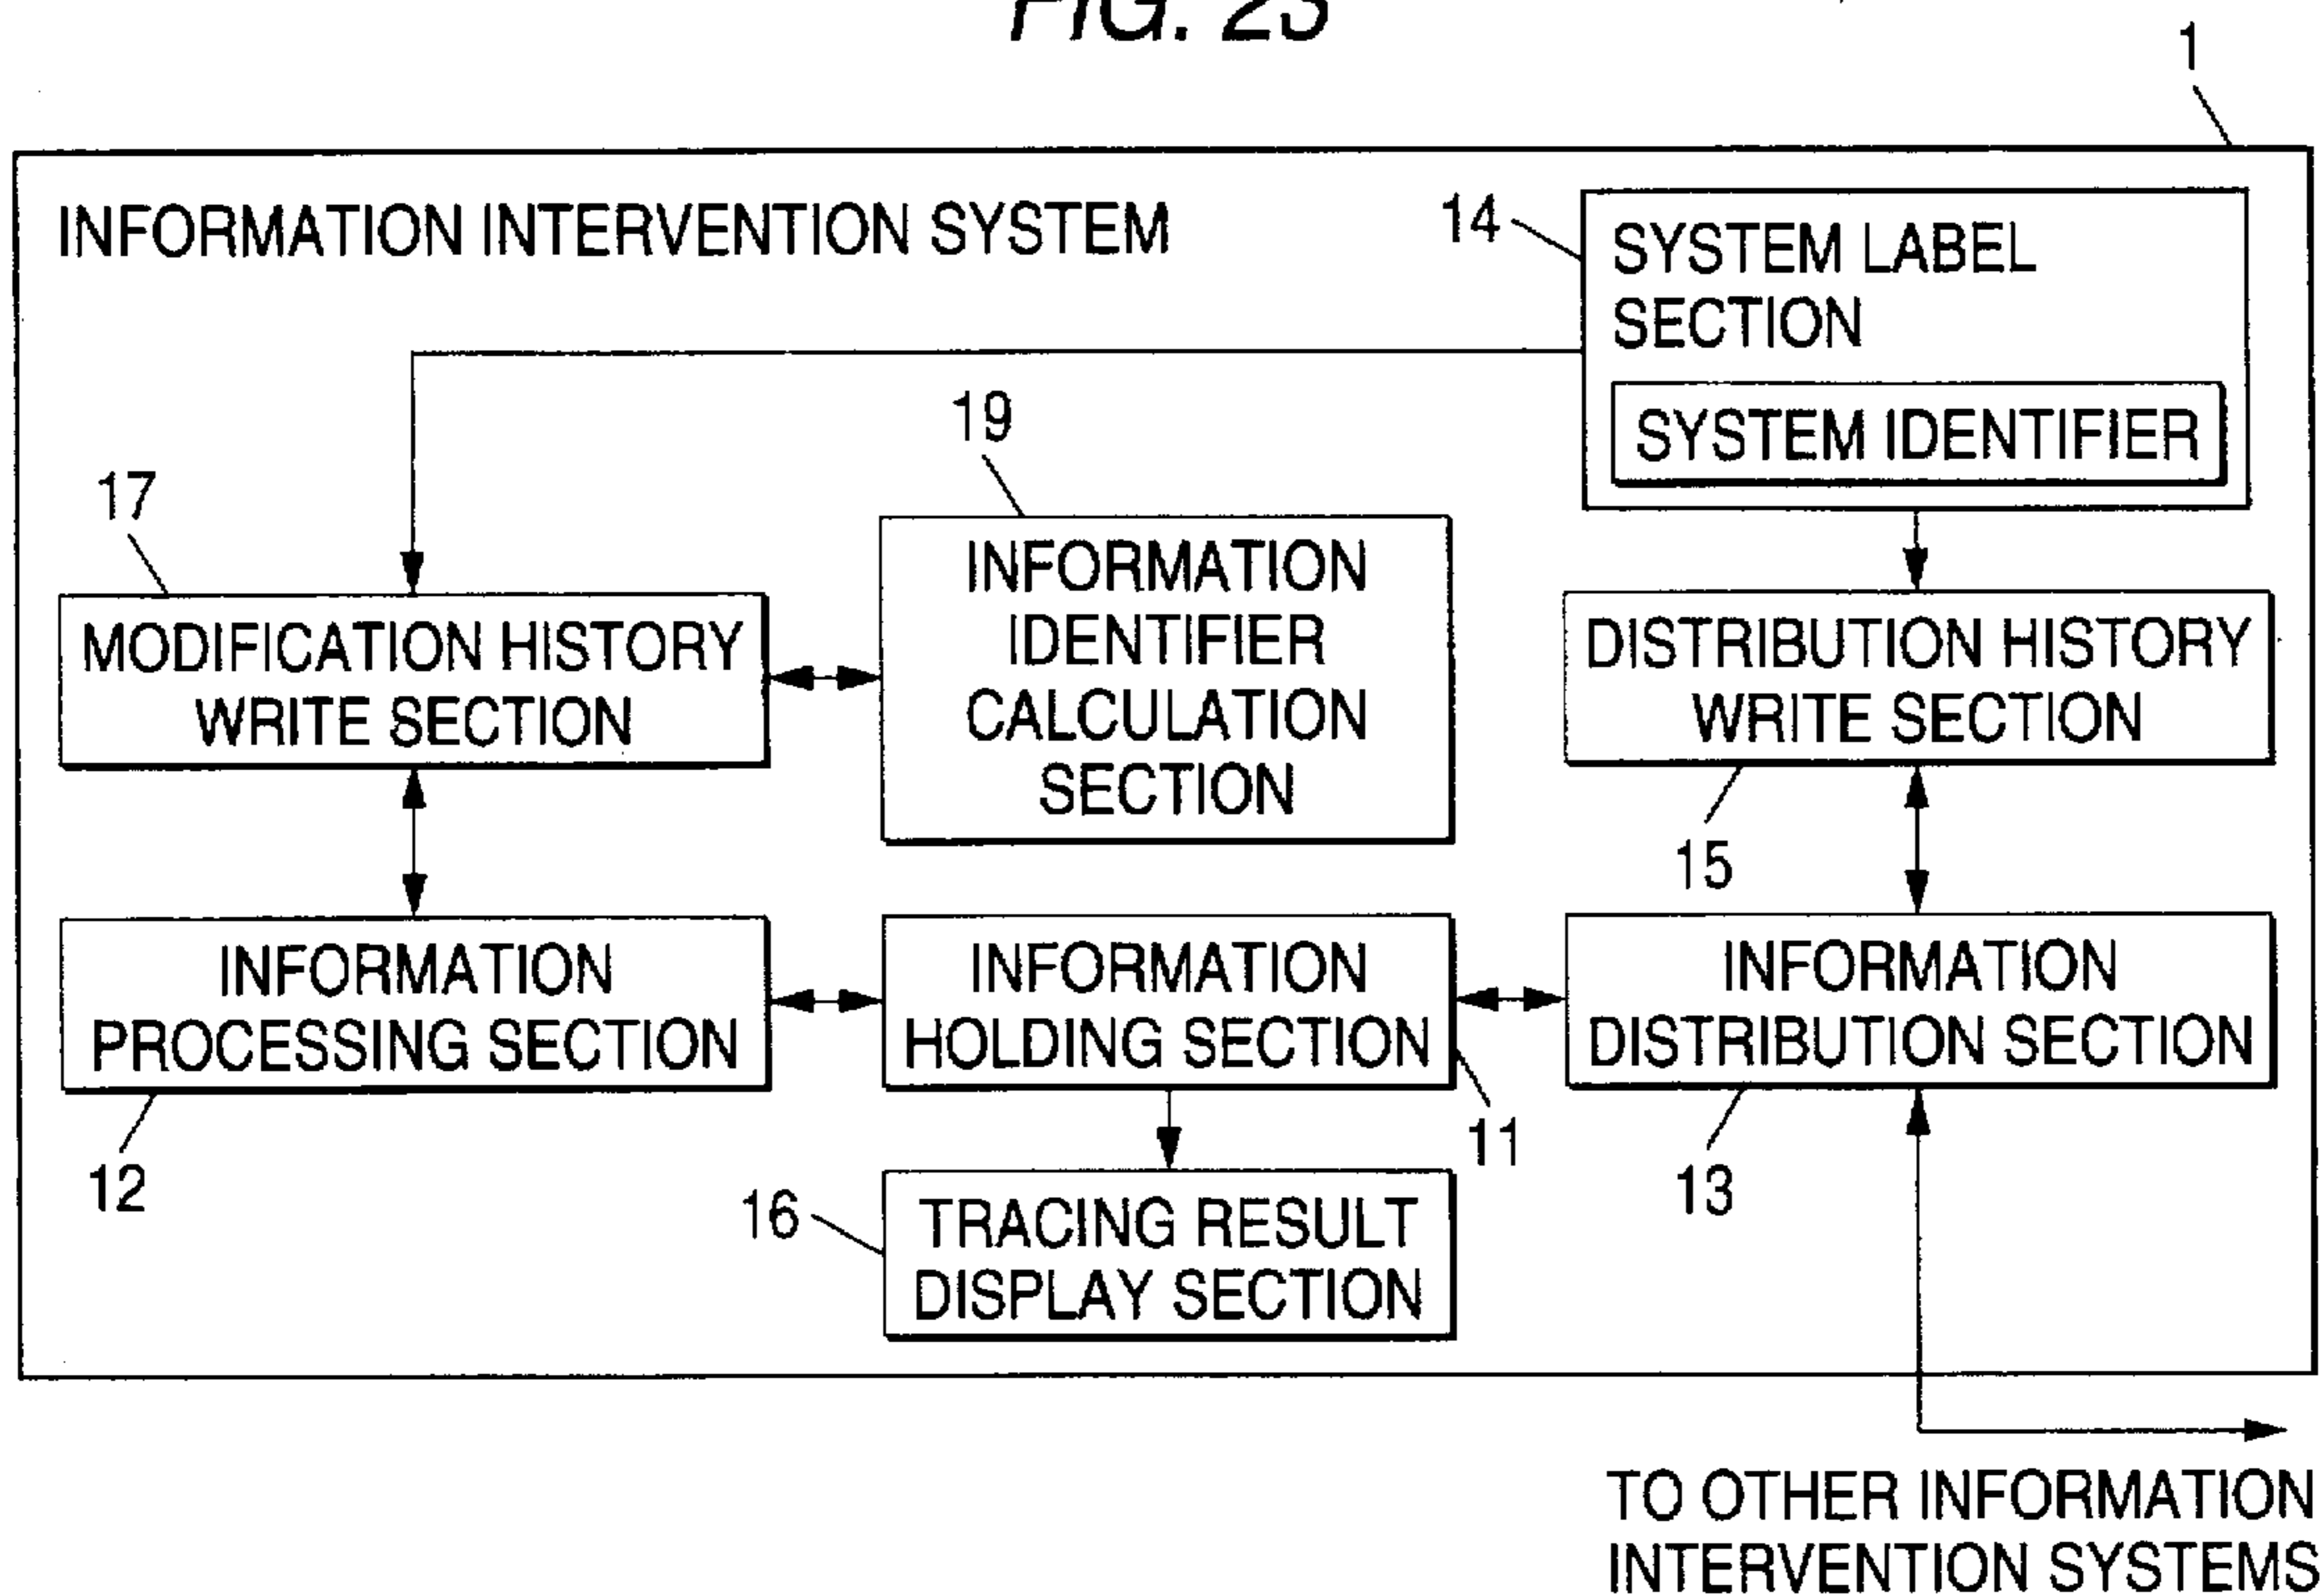 FIG. 23
1
INFORMATION INTERVENTION SYSTEM
14
SYSTEM LABEL
SECTION
SYSTEM IDENTIFIER
19
17
INFORMATION
IDENTIFIER
CALCULATION
SECTION
MODIFICATION HISTORY
WRITE SECTION
DISTRIBUTION HISTORY
WRITE SECTION
15
INFORMATION
PROCESSING SECTION
INFORMATION
HOLDING SECTION
INFORMATION
DISTRIBUTION SECTION
12
11
13
16
TRACING RESULT
DISPLAY SECTION
TO OTHER INFORMATION
INTERVENTION SYSTEMS